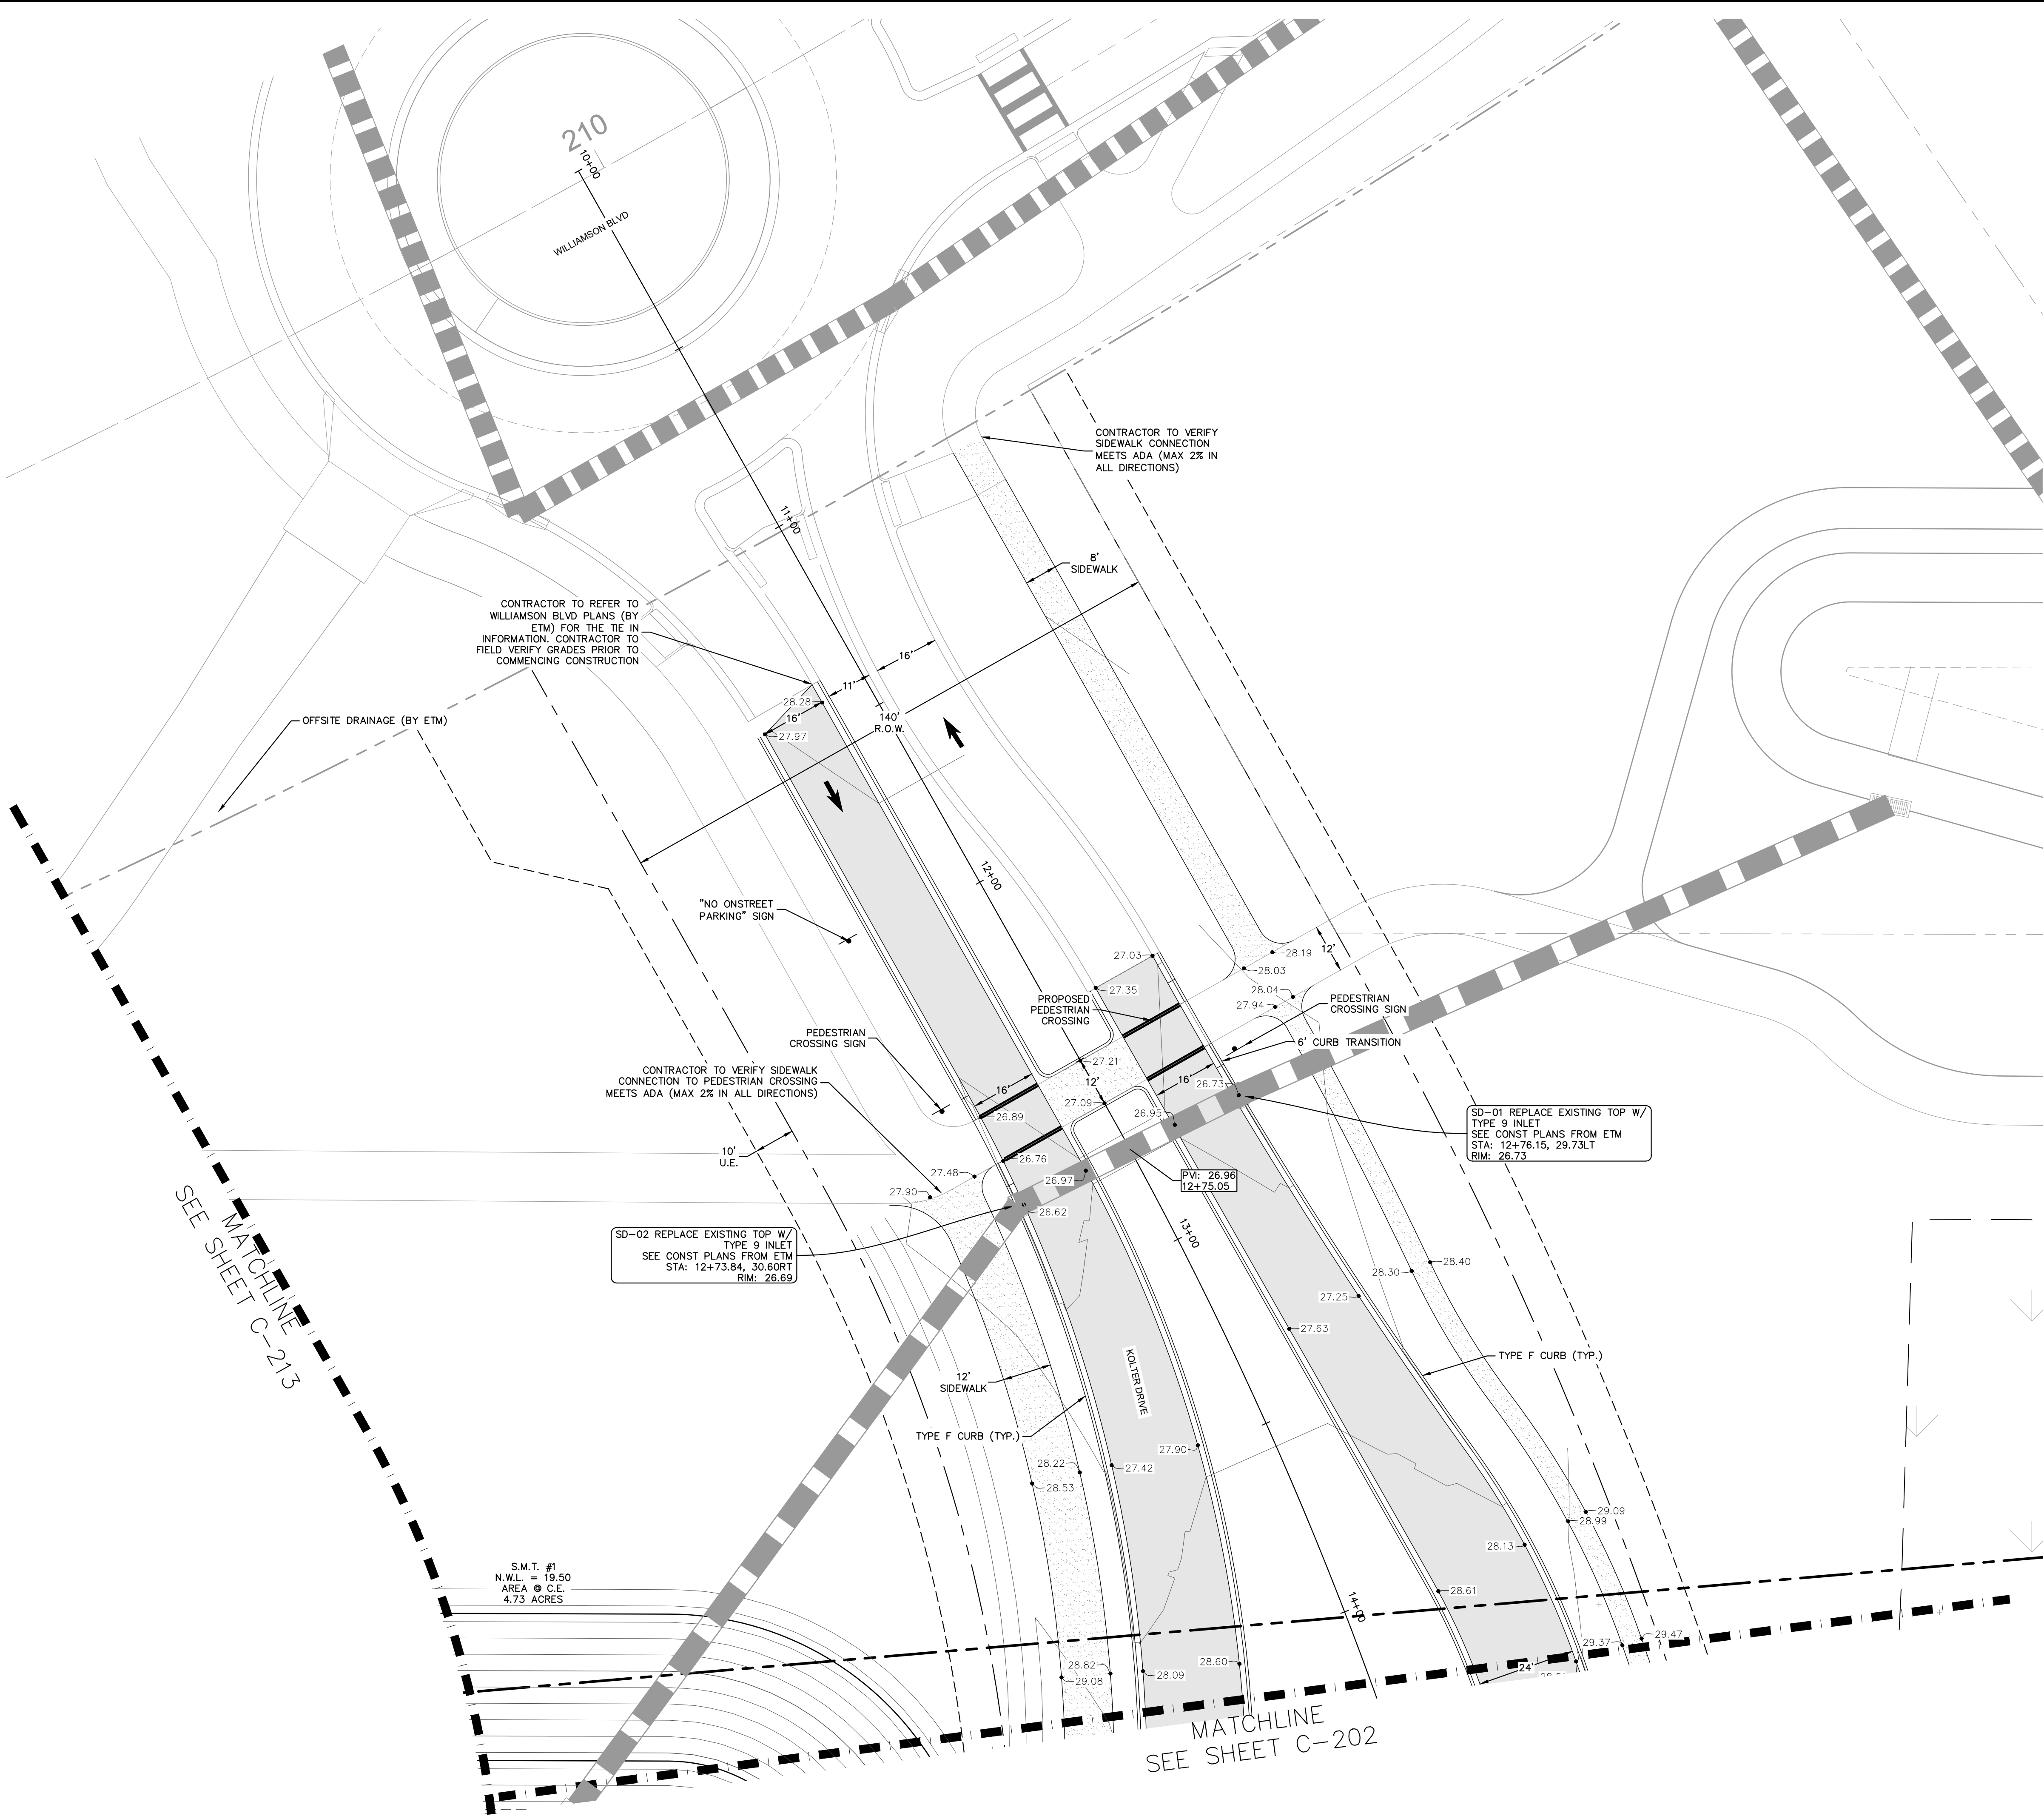 210
10+00
WILLIAMSON BLVD
CONTRACTOR TO VERIFY
SIDEWALK CONNECTION
MEETS ADA (MAX 2% IN
ALL DIRECTIONS)
11+00
8'
SIDEWALK
CONTRACTOR TO REFER TO
WILLIAMSON BLVD PLANS (BY
ETM) FOR THE TIE IN
INFORMATION. CONTRACTOR TO
FIELD VERIFY GRADES PRIOR TO
COMMENCING CONSTRUCTION
16'
11'
28.28
16'
140'
R.O.W.
OFFSITE DRAINAGE (BY ETM)
27.97
12+00
"NO ONSTREET
PARKING" SIGN
27.03
28.19
12'
28.03
27.35
28.04
27.94
PROPOSED
PEDESTRIAN
CROSSING
PEDESTRIAN
CROSSING SIGN
PEDESTRIAN
CROSSING SIGN
6' CURB TRANSITION
27.21
CONTRACTOR TO VERIFY SIDEWALK
CONNECTION TO PEDESTRIAN CROSSING
MEETS ADA (MAX 2% IN ALL DIRECTIONS)
16'
12'
16'
26.73
27.09
26.95
26.89
SD-01 REPLACE EXISTING TOP W/
TYPE 9 INLET
SEE CONST PLANS FROM ETM
STA: 12+76.15, 29.73LT
RIM: 26.73
10'
U.E.
26.76
27.48
26.97
PVI: 26.96
12+75.05
27.90
26.62
13+00
SD-02 REPLACE EXISTING TOP W/
TYPE 9 INLET
SEE CONST PLANS FROM ETM
STA: 12+73.84, 30.60RT
RIM: 26.69
MATCHLINE
SEE SHEET C-213
28.40
28.30
27.25
27.63
TYPE F CURB (TYP.)
12'
SIDEWALK
KOLTER DRIVE
TYPE F CURB (TYP.)
27.90
28.22
27.42
28.53
29.09
28.99
28.13
S.M.T. #1
N.W.L. = 19.50
AREA @ C.E.
4.73 ACRES
28.61
14+00
29.47
29.37
28.82
28.60
28.09
29.08
24'
MATCHLINE
SEE SHEET C-202